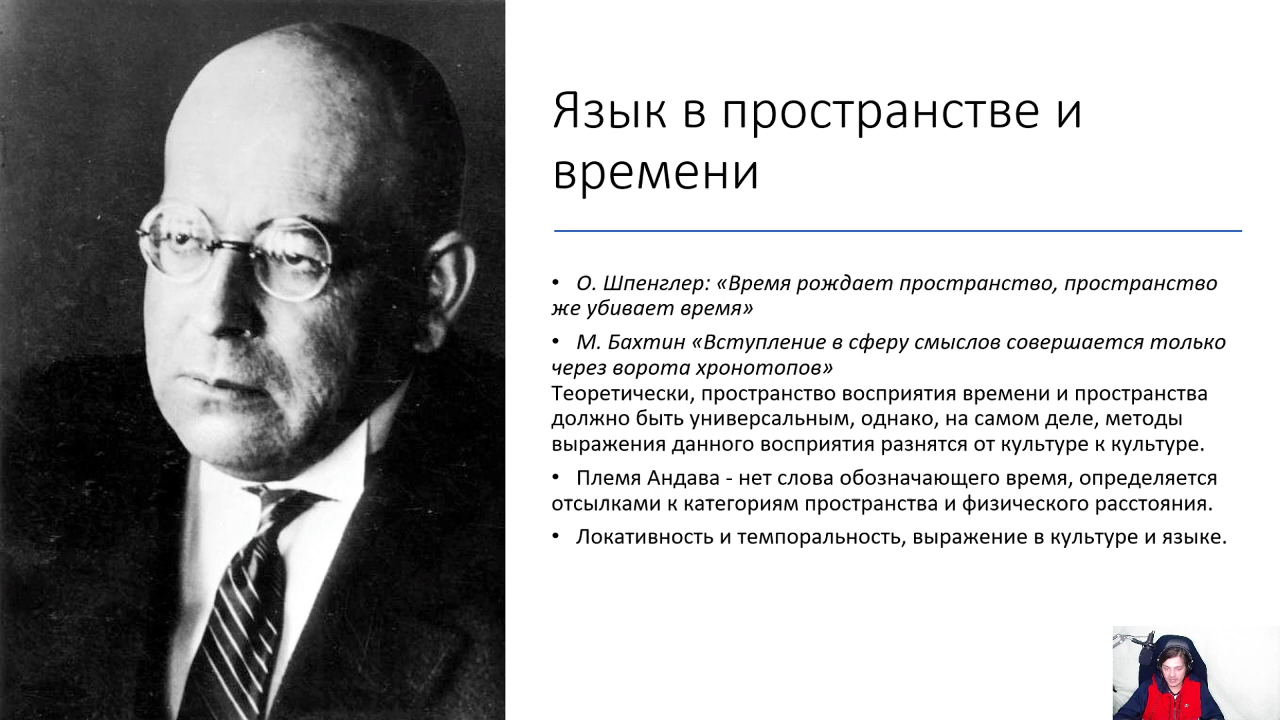 Язык в пространстве и
времени
• О. Шпенглер: «Время рождает пространство, пространство
же убивает время»
• М. Бахтин «Вступление в сферу смыслов совершается только
через ворота хронотопов»
Теоретически, пространство восприятия времени и пространства
должно быть универсальным, однако, на самом деле, методы
выражения данного восприятия разнятся от культуре к культуре.
• Племя Андава - нет слова обозначающего время, определяется
отсылками к категориям пространства и физического расстояния.
• Локативность и темпоральность, выражение в культуре и языке.